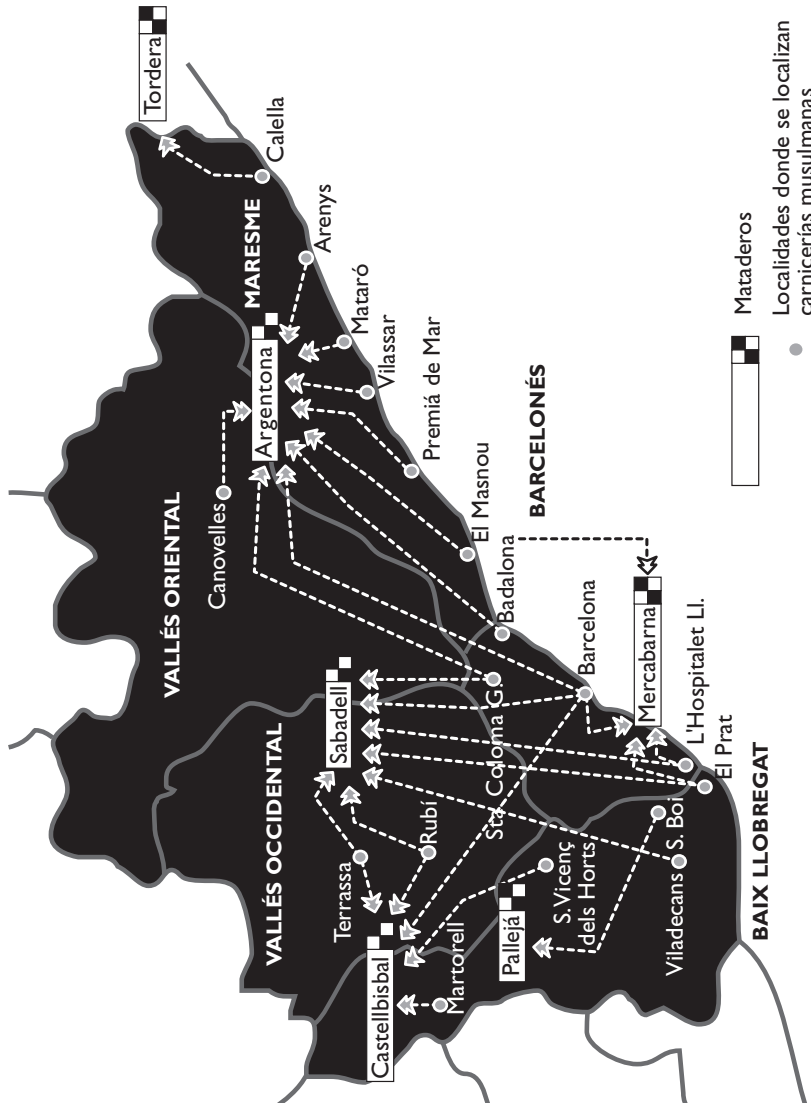 Tordera
Calella
MARESME
Arenys
Mataró
Argentona
Vilassar
Premiá de Mar
Canovelles
VALLÉS ORIENTAL
El Masnou
BARCELONÉS
Badalona
Sabadell
Sta. Coloma G.
Barcelona
Mercabarna
L'Hospitalet Ll.
El Prat
VALLÉS OCCIDENTAL
Terrassa
Rubí
S. Boi
S. Vicenç
dels Horts
Viladecans
Pallejá
BAIX LLOBREGAT
Castellbisbal
Martorell
Mataderos
Localidades donde se localizan
carnicerías musulmanas